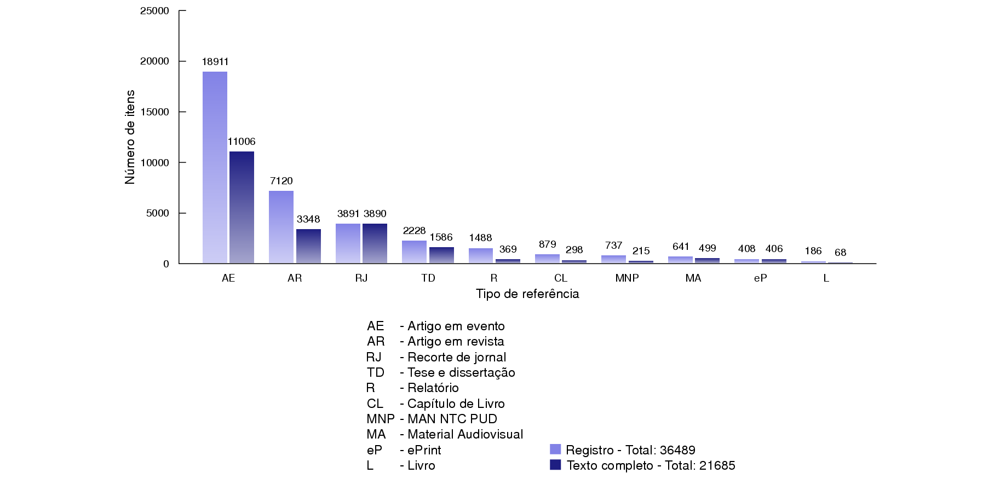 25000
20000
15000
10000
5000
0
Número de itens
18911
11006
7120
3348
3891 3890
2228
1586
1488
369
879
298
737
215
641
499
408
406
186
68
AE AR RJ TD R CL MNP MA eP L
Tipo de referência
AE - Artigo em evento
AR - Artigo em revista
RJ - Recorte de jornal
TD - Tese e dissertação
R - Relatório
CL - Capítulo de Livro
MNP - MAN NTC PUD
MA - Material Audiovisual
eP - ePrint
L - Livro
Registro - Total: 36489
Texto completo - Total: 21685